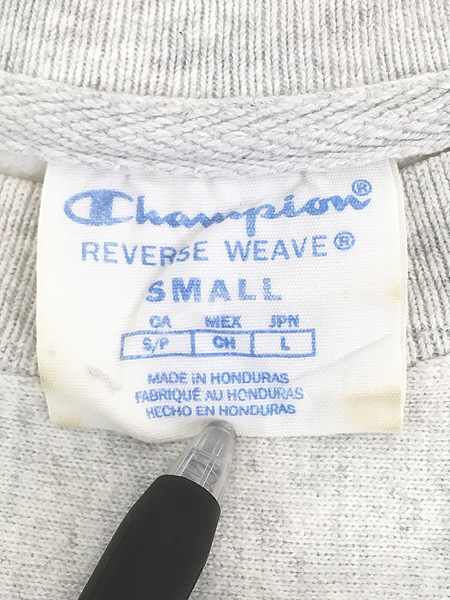 Champion®
REVERSE WEAVE®
SMALL
CA MEX JPN
S/P CH L
MADE IN HONDURAS
FABRIQUÉ AU HONDURAS
HECHO EN HONDURAS